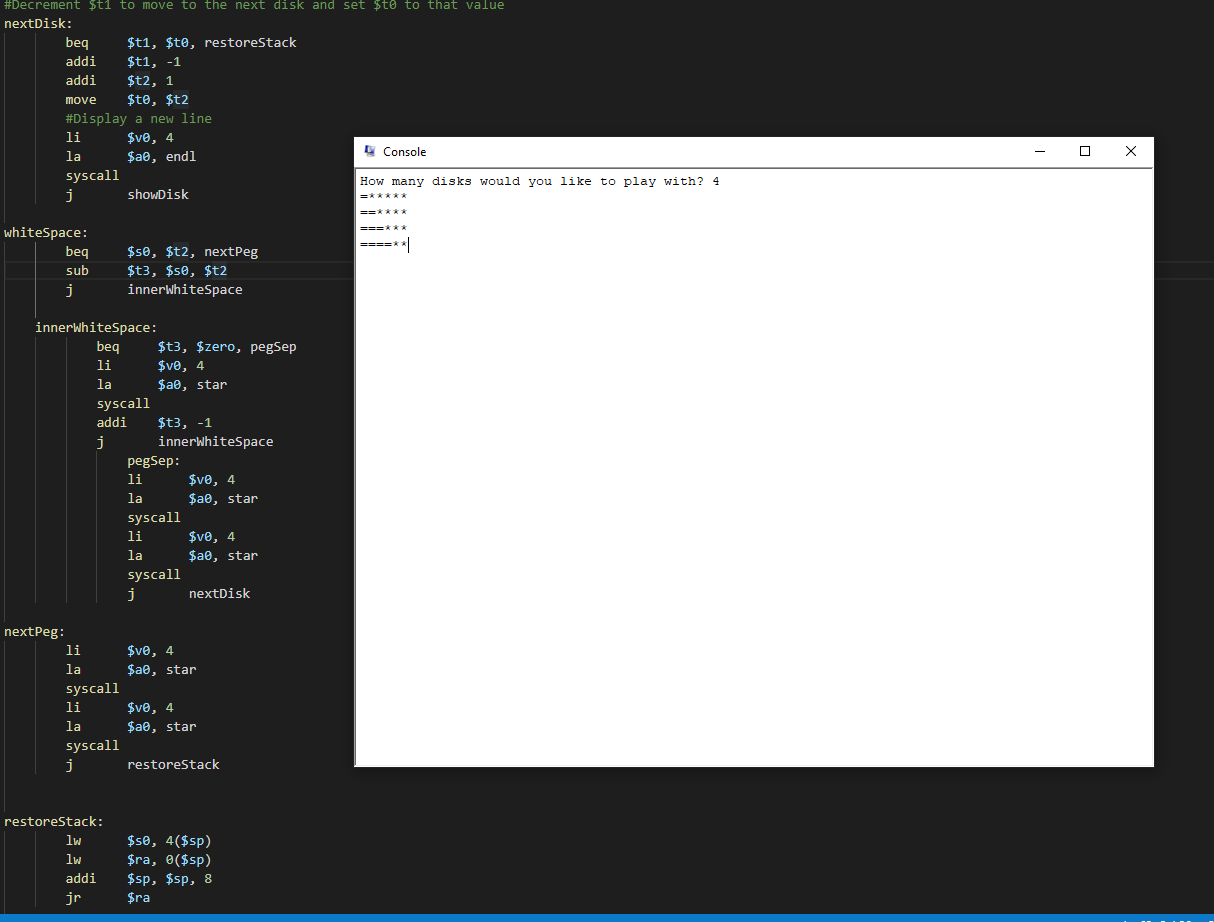 #Decrement $t1 to move to the next disk and set $t0 to that value
nextDisk:
beq $t1, $t0, restoreStack
addi $t1, -1
addi $t2, 1
move $t0, $t2
#Display a new line
li $v0, 4
la $a0, endl
syscall
j showDisk
whiteSpace:
beq $s0, $t2, nextPeg
sub $t3, $s0, $t2
j innerWhiteSpace
innerWhiteSpace:
beq $t3, $zero, pegSep
li $v0, 4
la $a0, star
syscall
addi $t3, -1
j innerWhiteSpace
pegSep:
li $v0, 4
la $a0, star
syscall
li $v0, 4
la $a0, star
syscall
j nextDisk
nextPeg:
li $v0, 4
la $a0, star
syscall
li $v0, 4
la $a0, star
syscall
j restoreStack
restoreStack:
lw $s0, 4($sp)
lw $ra, 0($sp)
addi $sp, $sp, 8
jr $ra
Console
How many disks would you like to play with? 4
=*****
==****
===***
====**